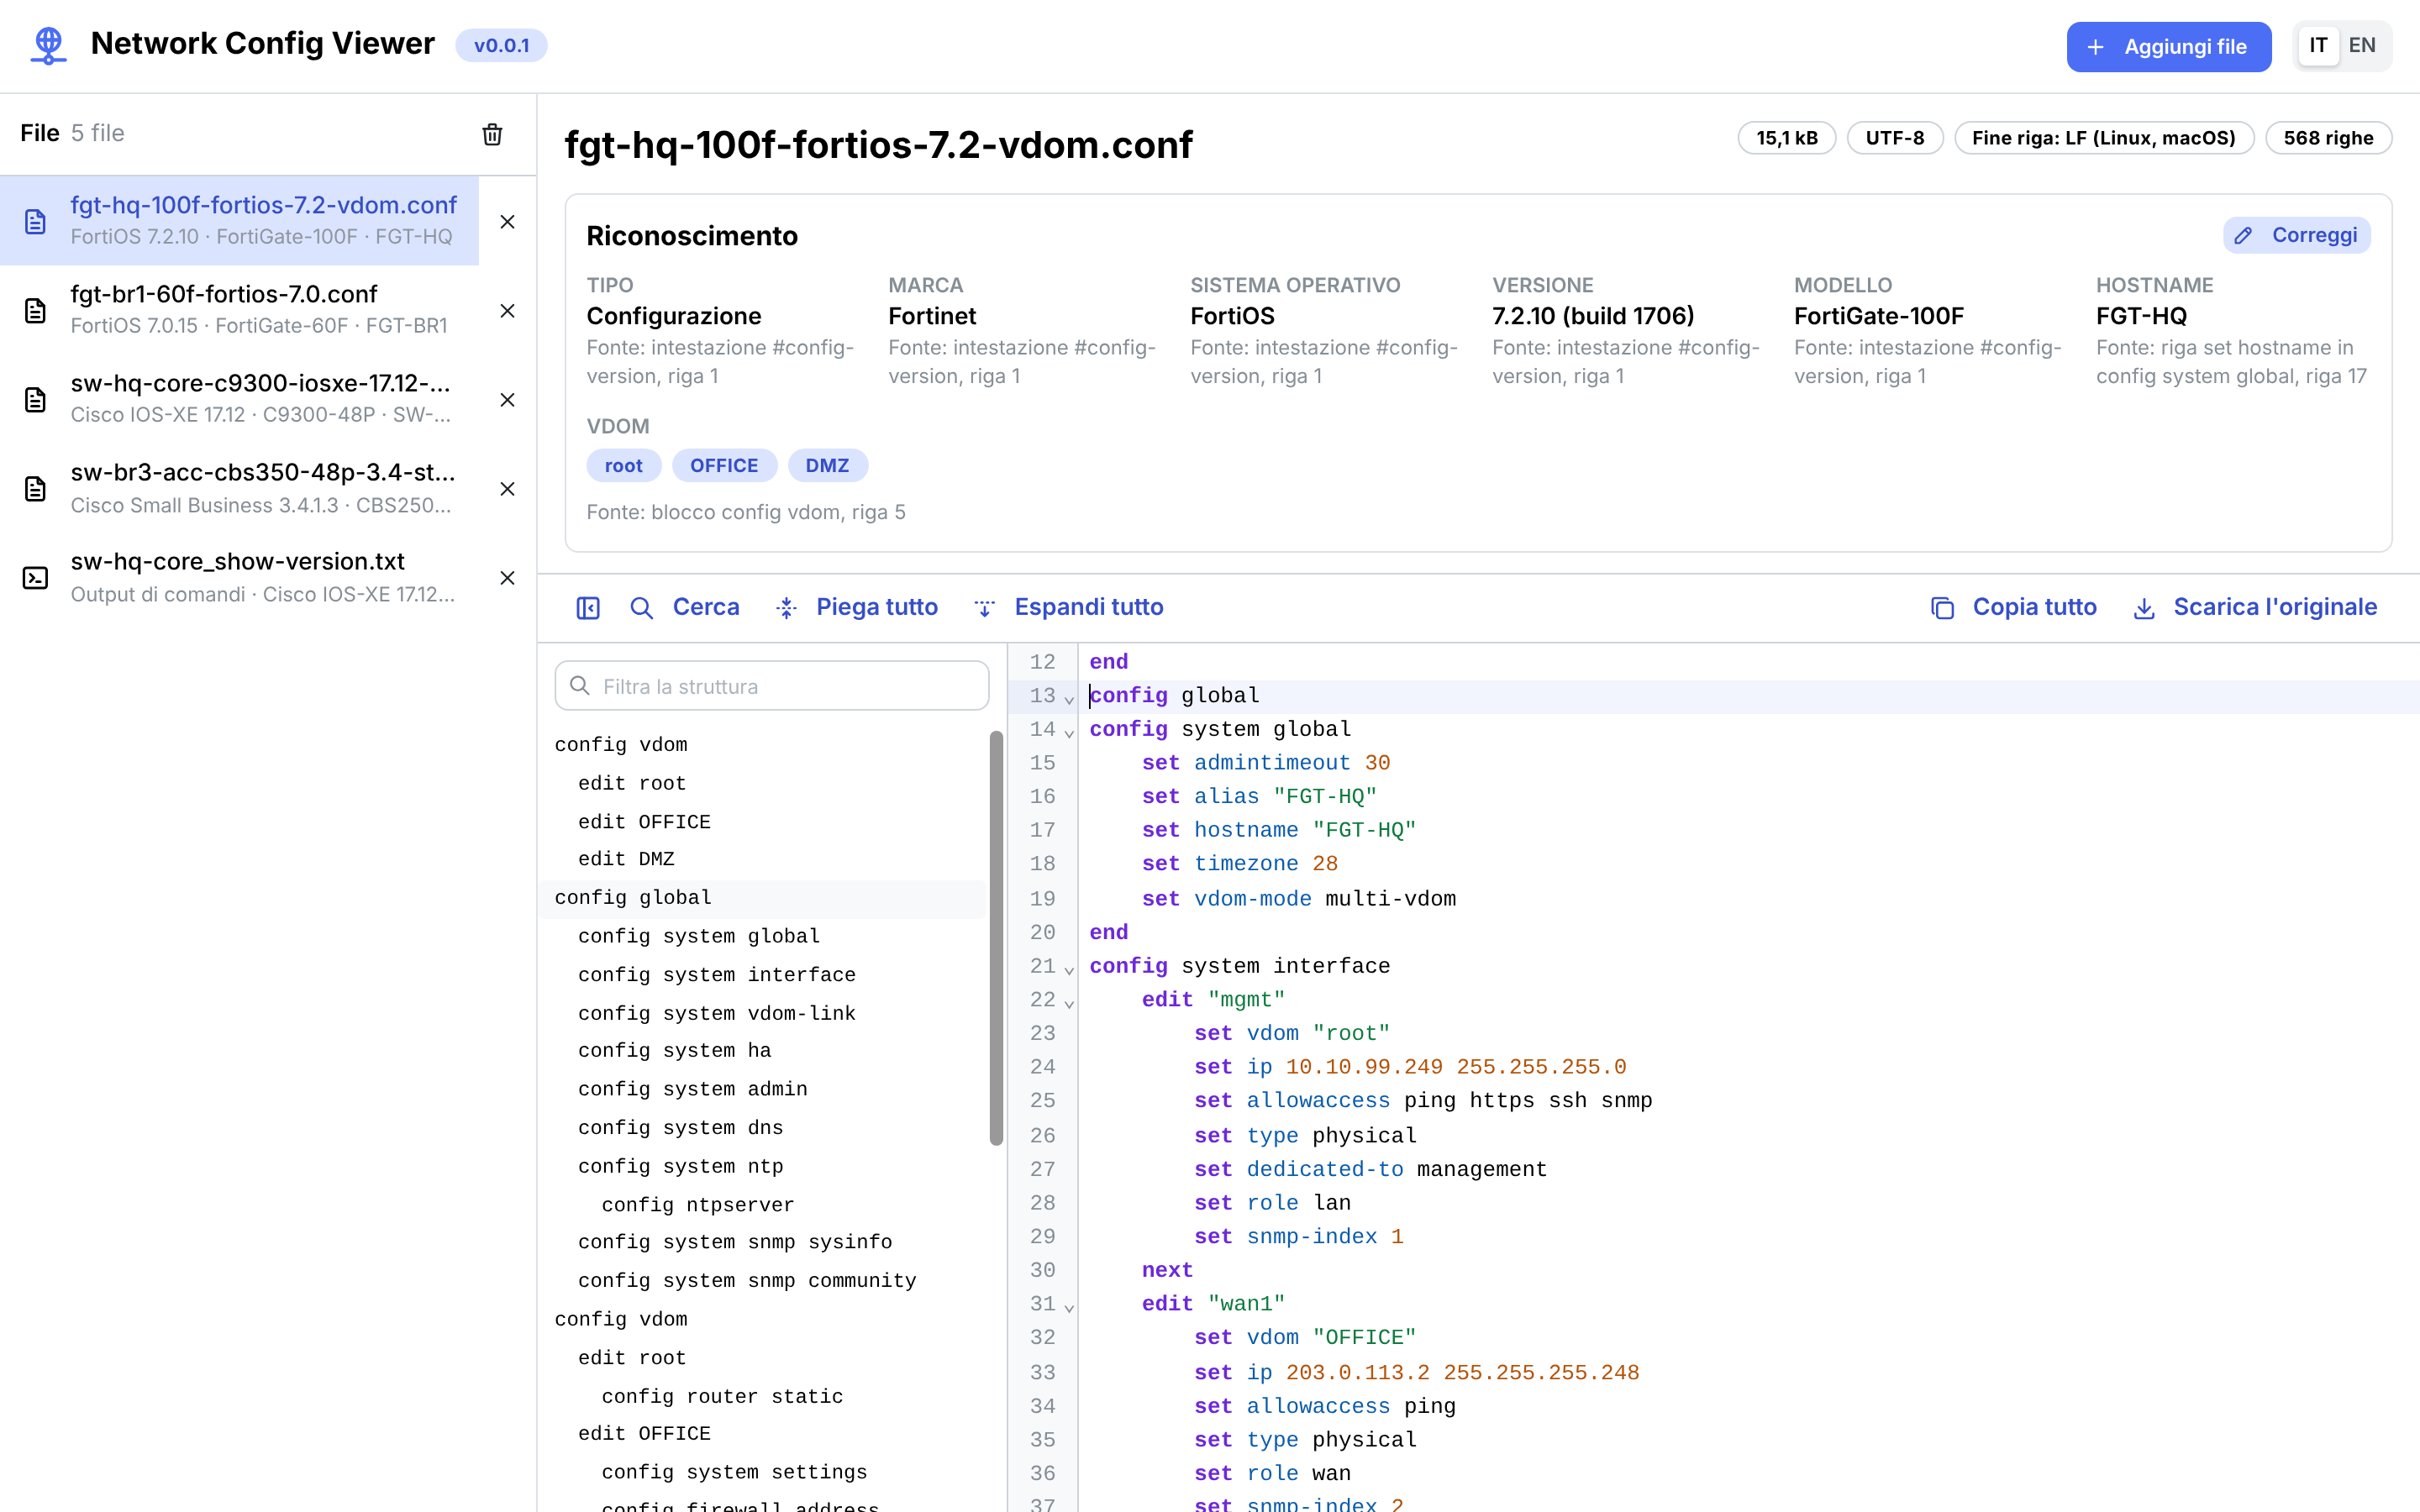 Network Config Viewer v0.0.1
Aggiungi file
IT EN
File 5 file
fgt-hq-100f-fortios-7.2-vdom.conf
FortiOS 7.2.10 · FortiGate-100F · FGT-HQ
fgt-br1-60f-fortios-7.0.conf
FortiOS 7.0.15 · FortiGate-60F · FGT-BR1
sw-hq-core-c9300-iosxe-17.12-...
Cisco IOS-XE 17.12 · C9300-48P · SW-...
sw-br3-acc-cbs350-48p-3.4-st...
Cisco Small Business 3.4.1.3 · CBS250...
sw-hq-core_show-version.txt
Output di comandi · Cisco IOS-XE 17.12...
fgt-hq-100f-fortios-7.2-vdom.conf
15,1 kB UTF-8 Fine riga: LF (Linux, macOS) 568 righe
Riconoscimento
Correggi
TIPO
Configurazione
Fonte: intestazione #config-
version, riga 1
MARCA
Fortinet
Fonte: intestazione #config-
version, riga 1
SISTEMA OPERATIVO
FortiOS
Fonte: intestazione #config-
version, riga 1
VERSIONE
7.2.10 (build 1706)
Fonte: intestazione #config-
version, riga 1
MODELLO
FortiGate-100F
Fonte: intestazione #config-
version, riga 1
HOSTNAME
FGT-HQ
Fonte: riga set hostname in
config system global, riga 17
VDOM
root OFFICE DMZ
Fonte: blocco config vdom, riga 5
Cerca Piega tutto Espandi tutto Copia tutto Scarica l'originale
Filtra la struttura
config vdom
edit root
edit OFFICE
edit DMZ
config global
config system global
config system interface
config system vdom-link
config system ha
config system admin
config system dns
config system ntp
config ntpserver
config system snmp sysinfo
config system snmp community
config vdom
edit root
config router static
edit OFFICE
config system settings
config firewall address
12 end
13 config global
14 config system global
15 set admintimeout 30
16 set alias "FGT-HQ"
17 set hostname "FGT-HQ"
18 set timezone 28
19 set vdom-mode multi-vdom
20 end
21 config system interface
22 edit "mgmt"
23 set vdom "root"
24 set ip 10.10.99.249 255.255.255.0
25 set allowaccess ping https ssh snmp
26 set type physical
27 set dedicated-to management
28 set role lan
29 set snmp-index 1
30 next
31 edit "wan1"
32 set vdom "OFFICE"
33 set ip 203.0.113.2 255.255.255.248
34 set allowaccess ping
35 set type physical
36 set role wan
37 set snmp-index 2